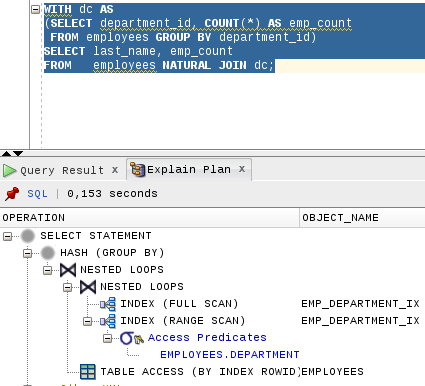 WITH dc AS
(SELECT department_id, COUNT(*) AS emp_count
FROM employees GROUP BY department_id)
SELECT last_name, emp_count
FROM employees NATURAL JOIN dc;
Query Result x Explain Plan x
SQL | 0,153 seconds
OPERATION OBJECT_NAME
SELECT STATEMENT
HASH (GROUP BY)
NESTED LOOPS
NESTED LOOPS
INDEX (FULL SCAN) EMP_DEPARTMENT_IX
INDEX (RANGE SCAN) EMP_DEPARTMENT_IX
Access Predicates
EMPLOYEES.DEPARTMENT
TABLE ACCESS (BY INDEX ROWID) EMPLOYEES